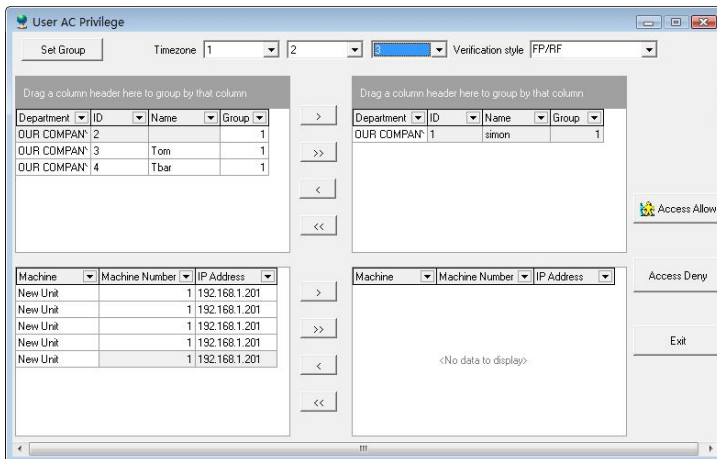 User AC Privilege
Set Group Timezone 1 2 3 Verification style FP/RF
Drag a column header here to group by that column
Department ID Name Group
OUR COMPAN 2 1
OUR COMPAN 3 Tom 1
OUR COMPAN 4 Tbar 1
>
>>
<
<<
Drag a column header here to group by that column
Department ID Name Group
OUR COMPAN 1 simon 1
Access Allow
Machine Machine Number IP Address
New Unit 1 192.168.1.201
New Unit 1 192.168.1.201
New Unit 1 192.168.1.201
New Unit 1 192.168.1.201
New Unit 1 192.168.1.201
>
>>
<
<<
Machine Machine Number IP Address
<No data to display>
Access Deny
Exit